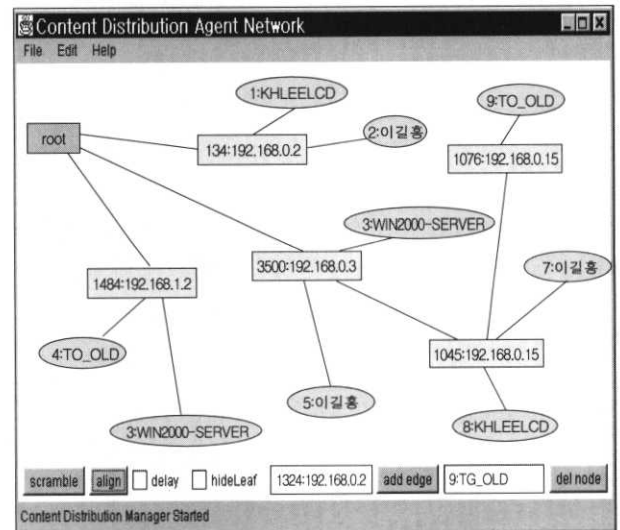 Content Distribution Agent Network
File Edit Help
1:KHLEELCD
9:TO_OLD
root
134:192.168.0.2
2:이길흥
1076:192.168.0.15
3:WIN2000-SERVER
3500:192.168.0.3
7:이길흥
1484:192.168.1.2
4:TO_OLD
1045:192.168.0.15
5:이길흥
8:KHLEELCD
3:WIN2000-SERVER
scramble align delay hideLeaf 1324:192.168.0.2 add edge 9:TG_OLD del node
Content Distribution Manager Started